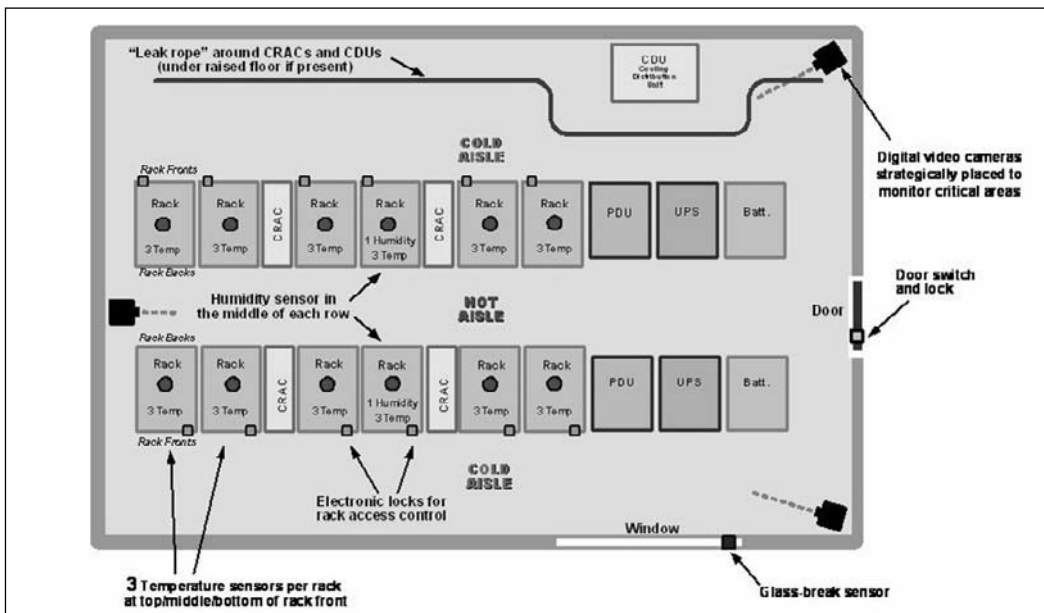 "Leak rope" around CRACs and CDUs
(under raised floor if present)
CDU
Cooling
Distribution
Unit
Digital video cameras
strategically placed to
monitor critical areas
COLD
AISLE
Rack Fronts
Rack
3 Temp
Rack
3 Temp
CRAC
Rack
3 Temp
Rack
1 Humidity
3 Temp
CRAC
Rack
3 Temp
Rack
3 Temp
PDU
UPS
Batt.
Rack Backs
Humidity sensor in
the middle of each row
NOT
AISLE
Door
Door switch
and lock
Rack Backs
Rack
3 Temp
Rack
3 Temp
CRAC
Rack
3 Temp
Rack
1 Humidity
3 Temp
CRAC
Rack
3 Temp
Rack
3 Temp
PDU
UPS
Batt.
Rack Fronts
COLD
AISLE
Electronic locks for
rack access control
Window
3 Temperature sensors per rack
at top/middle/bottom of rack front
Glass-break sensor